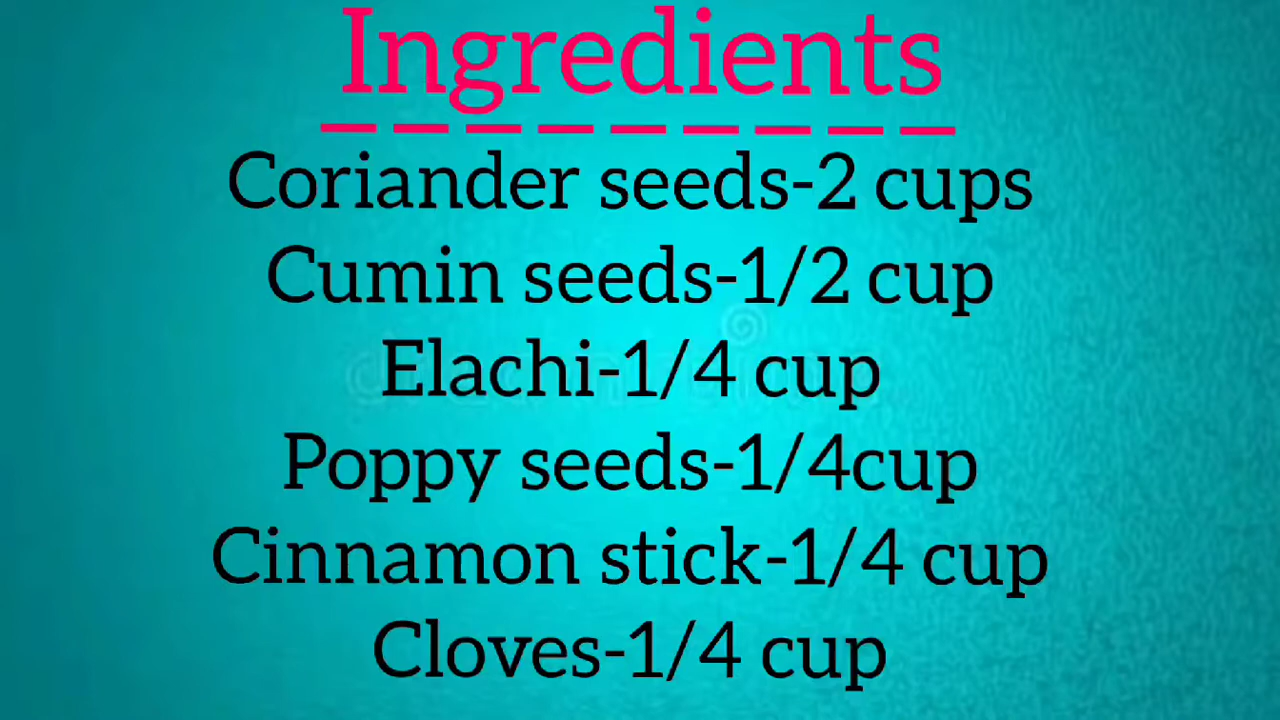 Ingredients
Coriander seeds-2 cups
Cumin seeds-1/2 cup
Elachi-1/4 cup
Poppy seeds-1/4cup
Cinnamon stick-1/4 cup
Cloves-1/4 cup